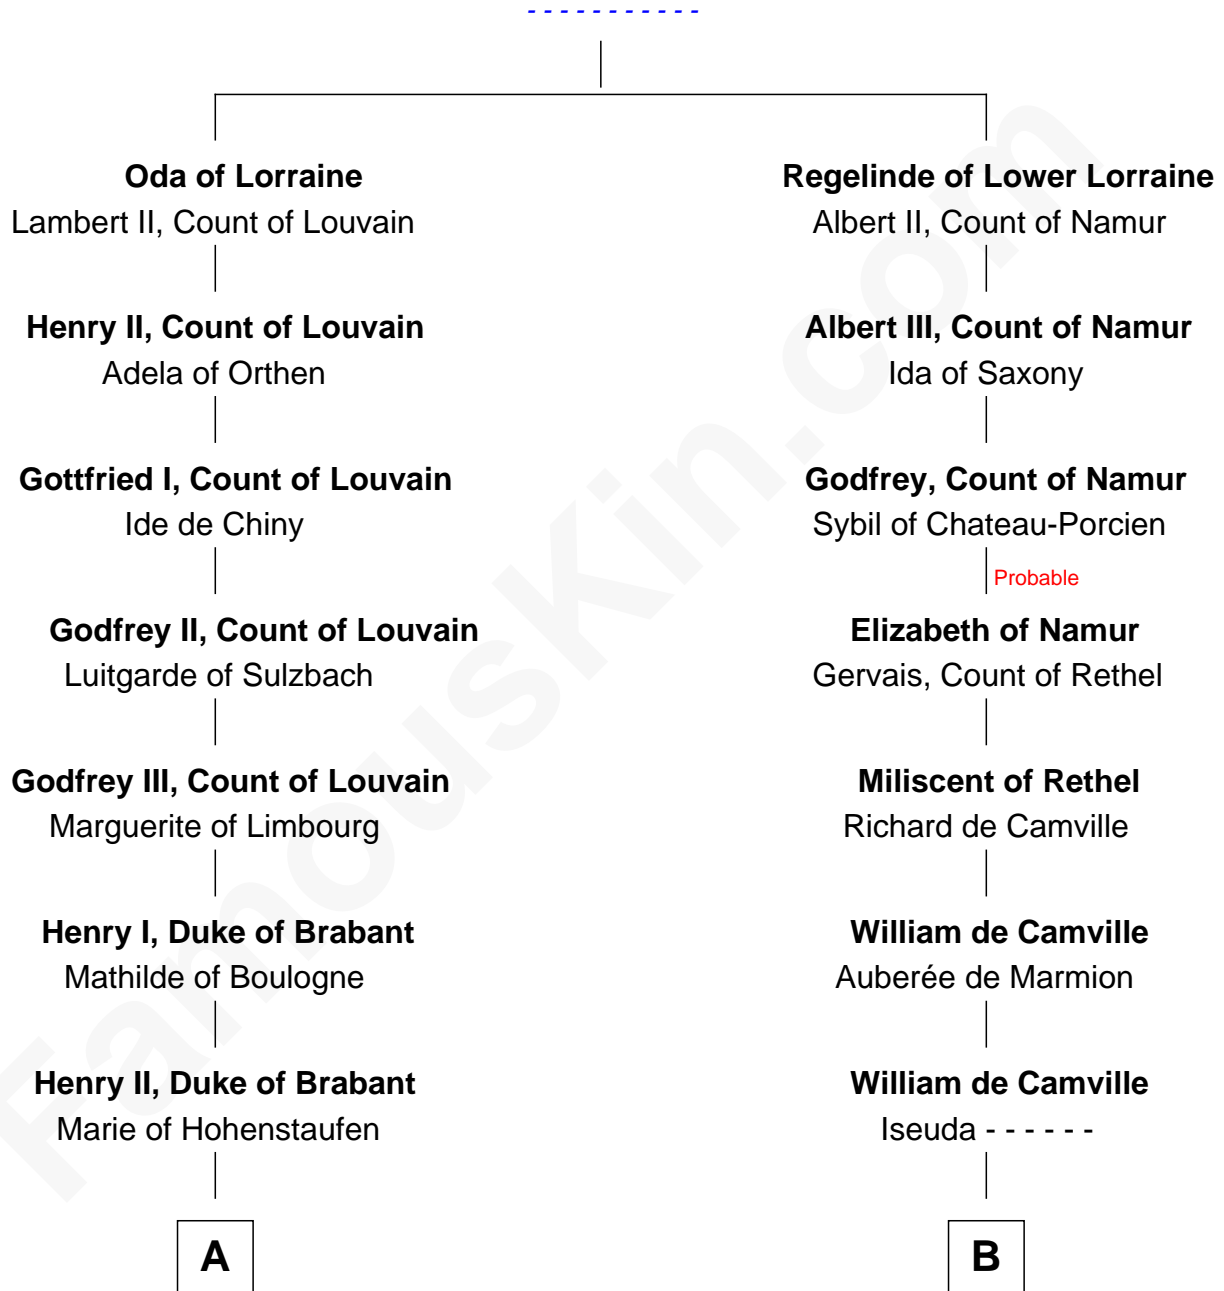 - - - - - - - - - - -
Oda of Lorraine
Lambert II, Count of Louvain
Regelinde of Lower Lorraine
Albert II, Count of Namur
Henry II, Count of Louvain
Adela of Orthen
Albert III, Count of Namur
Ida of Saxony
Gottfried I, Count of Louvain
Ide de Chiny
Godfrey, Count of Namur
Sybil of Chateau-Porcien
Probable
Godfrey II, Count of Louvain
Luitgarde of Sulzbach
Elizabeth of Namur
Gervais, Count of Rethel
Godfrey III, Count of Louvain
Marguerite of Limbourg
Miliscent of Rethel
Richard de Camville
Henry I, Duke of Brabant
Mathilde of Boulogne
William de Camville
Auberée de Marmion
Henry II, Duke of Brabant
Marie of Hohenstaufen
William de Camville
Iseuda - - - - - -
A
B
FamousKin.com